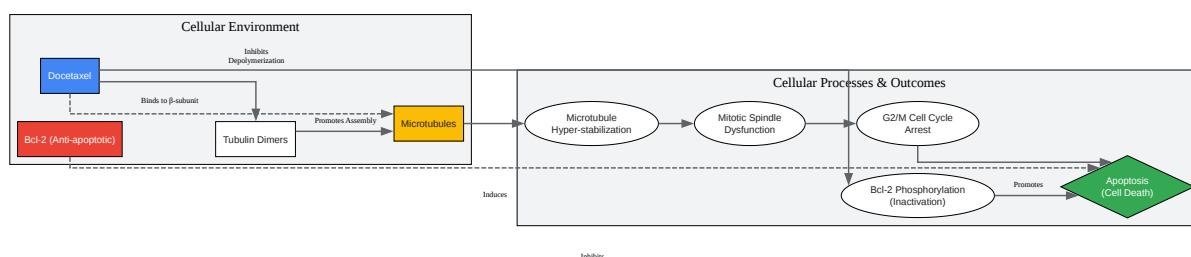 Cellular Environment
Inhibits
Depolymerization
Docetaxel
Binds to β-subunit
Bcl-2 (Anti-apoptotic)
Tubulin Dimers
Promotes Assembly
Microtubules
Cellular Processes & Outcomes
Microtubule
Hyper-stabilization
Mitotic Spindle
Dysfunction
G2/M Cell Cycle
Arrest
Bcl-2 Phosphorylation
(Inactivation)
Promotes
Apoptosis
(Cell Death)
Induces
Inhibits